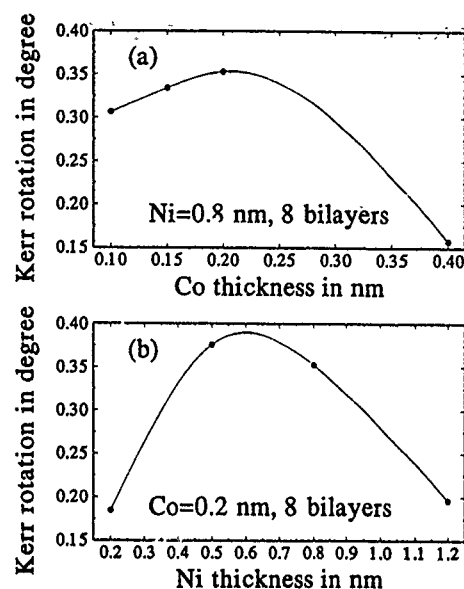 0.40
(a)
0.35
0.30
0.25
0.20
0.15
Kerr rotation in degree
Ni=0.8 nm, 8 bilayers
0.10 0.15 0.20 0.25 0.30 0.35 0.40
Co thickness in nm
0.40
(b)
0.35
0.30
0.25
0.20
0.15
Kerr rotation in degree
Co=0.2 nm, 8 bilayers
0.2 0.3 0.4 0.5 0.6 0.7 0.8 0.9 1.0 1.1 1.2
Ni thickness in nm